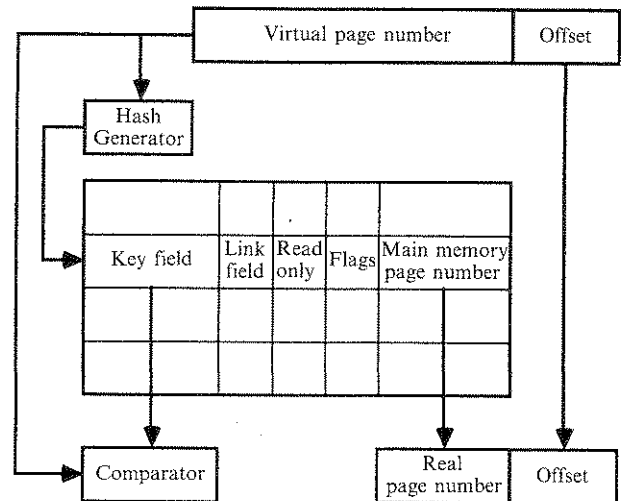 Virtual page number Offset
Hash
Generator
Key field Link field Read only Flags Main memory page number
Comparator Real page number Offset